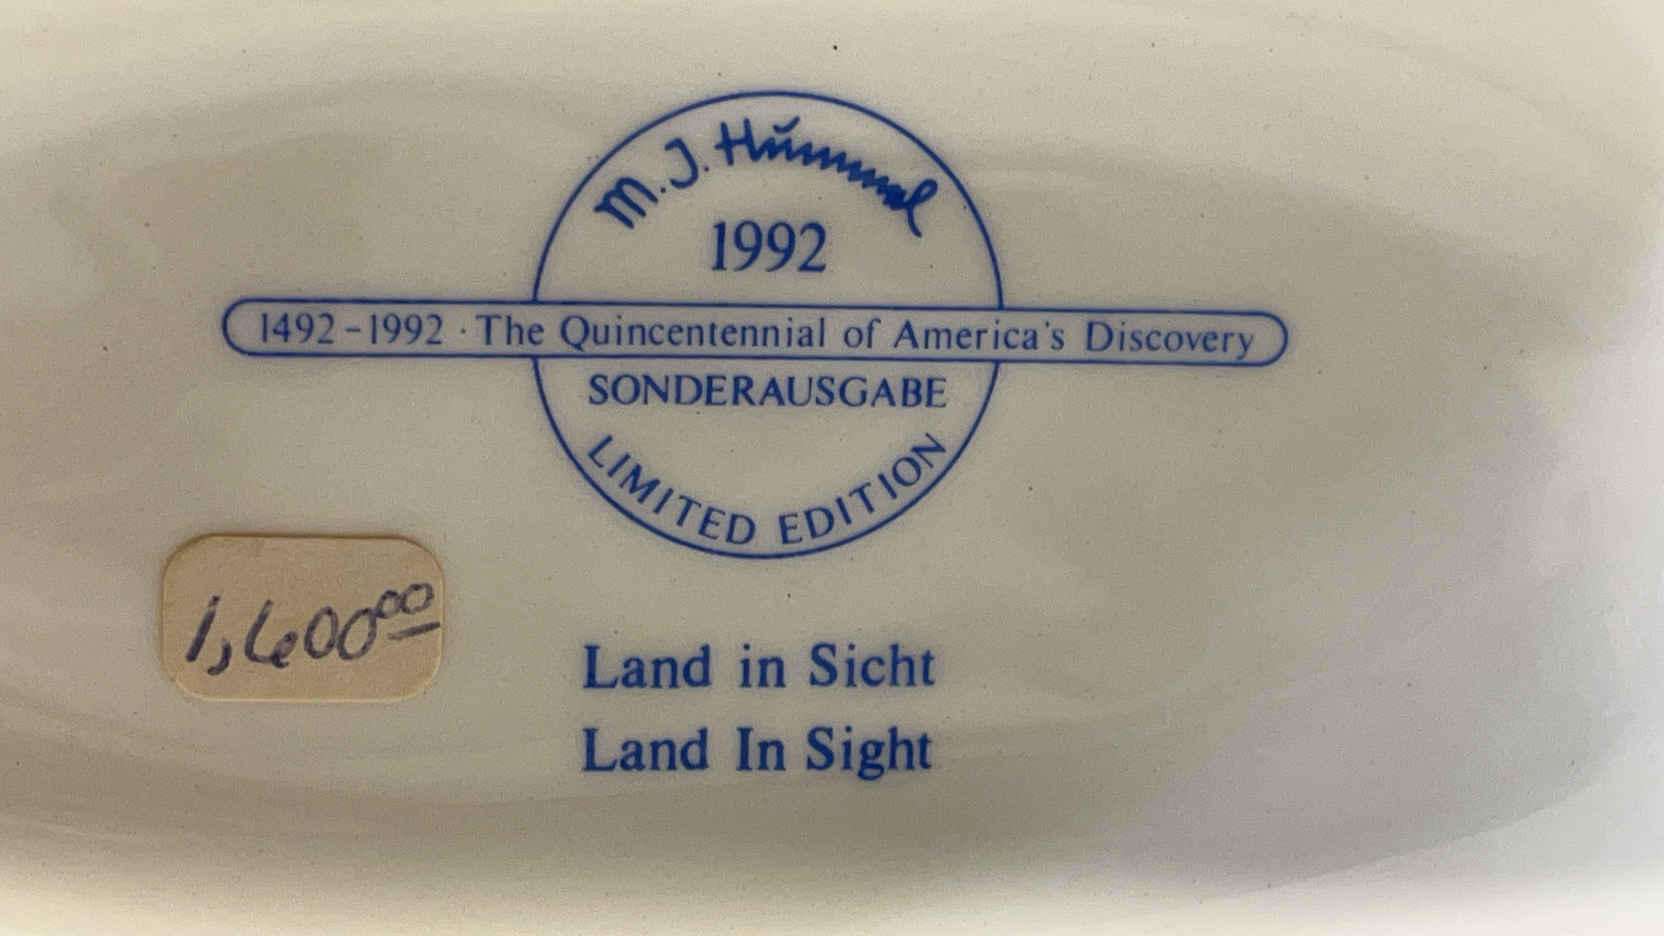 M. J. Hummel
1992
1492-1992 · The Quincentennial of America's Discovery
SONDERAUSGABE
LIMITED EDITION
1,600.00
Land in Sicht
Land In Sight